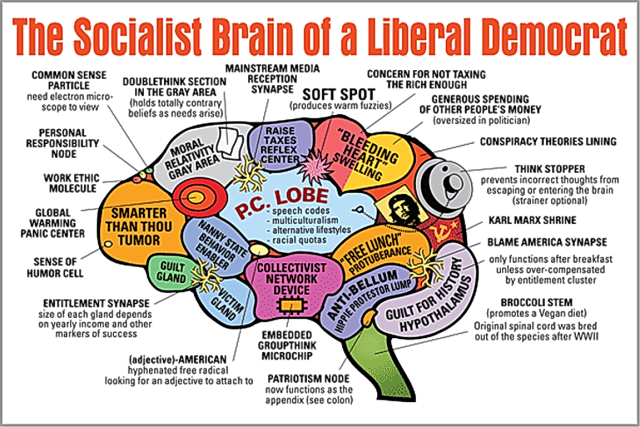 The Socialist Brain of a Liberal Democrat
COMMON SENSE
PARTICLE
need electron micro-
scope to view
DOUBLETHINK SECTION
IN THE GRAY AREA
(holds totally contrary
beliefs as needs arise)
MAINSTREAM MEDIA
RECEPTION
SYNAPSE
SOFT SPOT
(produces warm fuzzies)
CONCERN FOR NOT TAXING
THE RICH ENOUGH
GENEROUS SPENDING
OF OTHER PEOPLE'S MONEY
(oversized in politician)
CONSPIRACY THEORIES LINING
THINK STOPPER
prevents incorrect thoughts from
escaping or entering the brain
(strainer optional)
KARL MARX SHRINE
BLAME AMERICA SYNAPSE
only functions after breakfast
unless over-compensated
by entitlement cluster
BROCCOLI STEM
(promotes a Vegan diet)
Original spinal cord was bred
out of the species after WWII
PERSONAL
RESPONSIBILITY
NODE
WORK ETHIC
MOLECULE
GLOBAL
WARMING
PANIC CENTER
SENSE OF
HUMOR CELL
ENTITLEMENT SYNAPSE
size of each gland depends
on yearly income and other
markers of success
(adjective)-AMERICAN
hyphenated free radical
looking for an adjective to attach to
EMBEDDED
GROUPTHINK
MICROCHIP
PATRIOTISM NODE
now functions as the
appendix (see colon)
MORAL
RELATIVITY
GRAY AREA
RAISE
TAXES
REFLEX
CENTER
"BLEEDING
HEART"
SWELLING
P.C. LOBE
- speech codes
- multiculturalism
- alternative lifestyles
- racial quotas
SMARTER
THAN THOU
TUMOR
NANNY STATE
BEHAVIOR
ENABLER
GUILT
GLAND
VICTIM
GLAND
COLLECTIVIST
NETWORK
DEVICE
"FREE LUNCH"
PROTUBERANCE
ANTI-BELLUM
HIPPIE PROTESTOR LUMP
GUILT FOR HISTORY
HYPOTHALAMUS